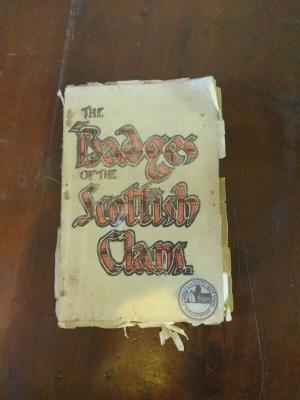 THE
Badges
OF THE
Scottish
Clans.